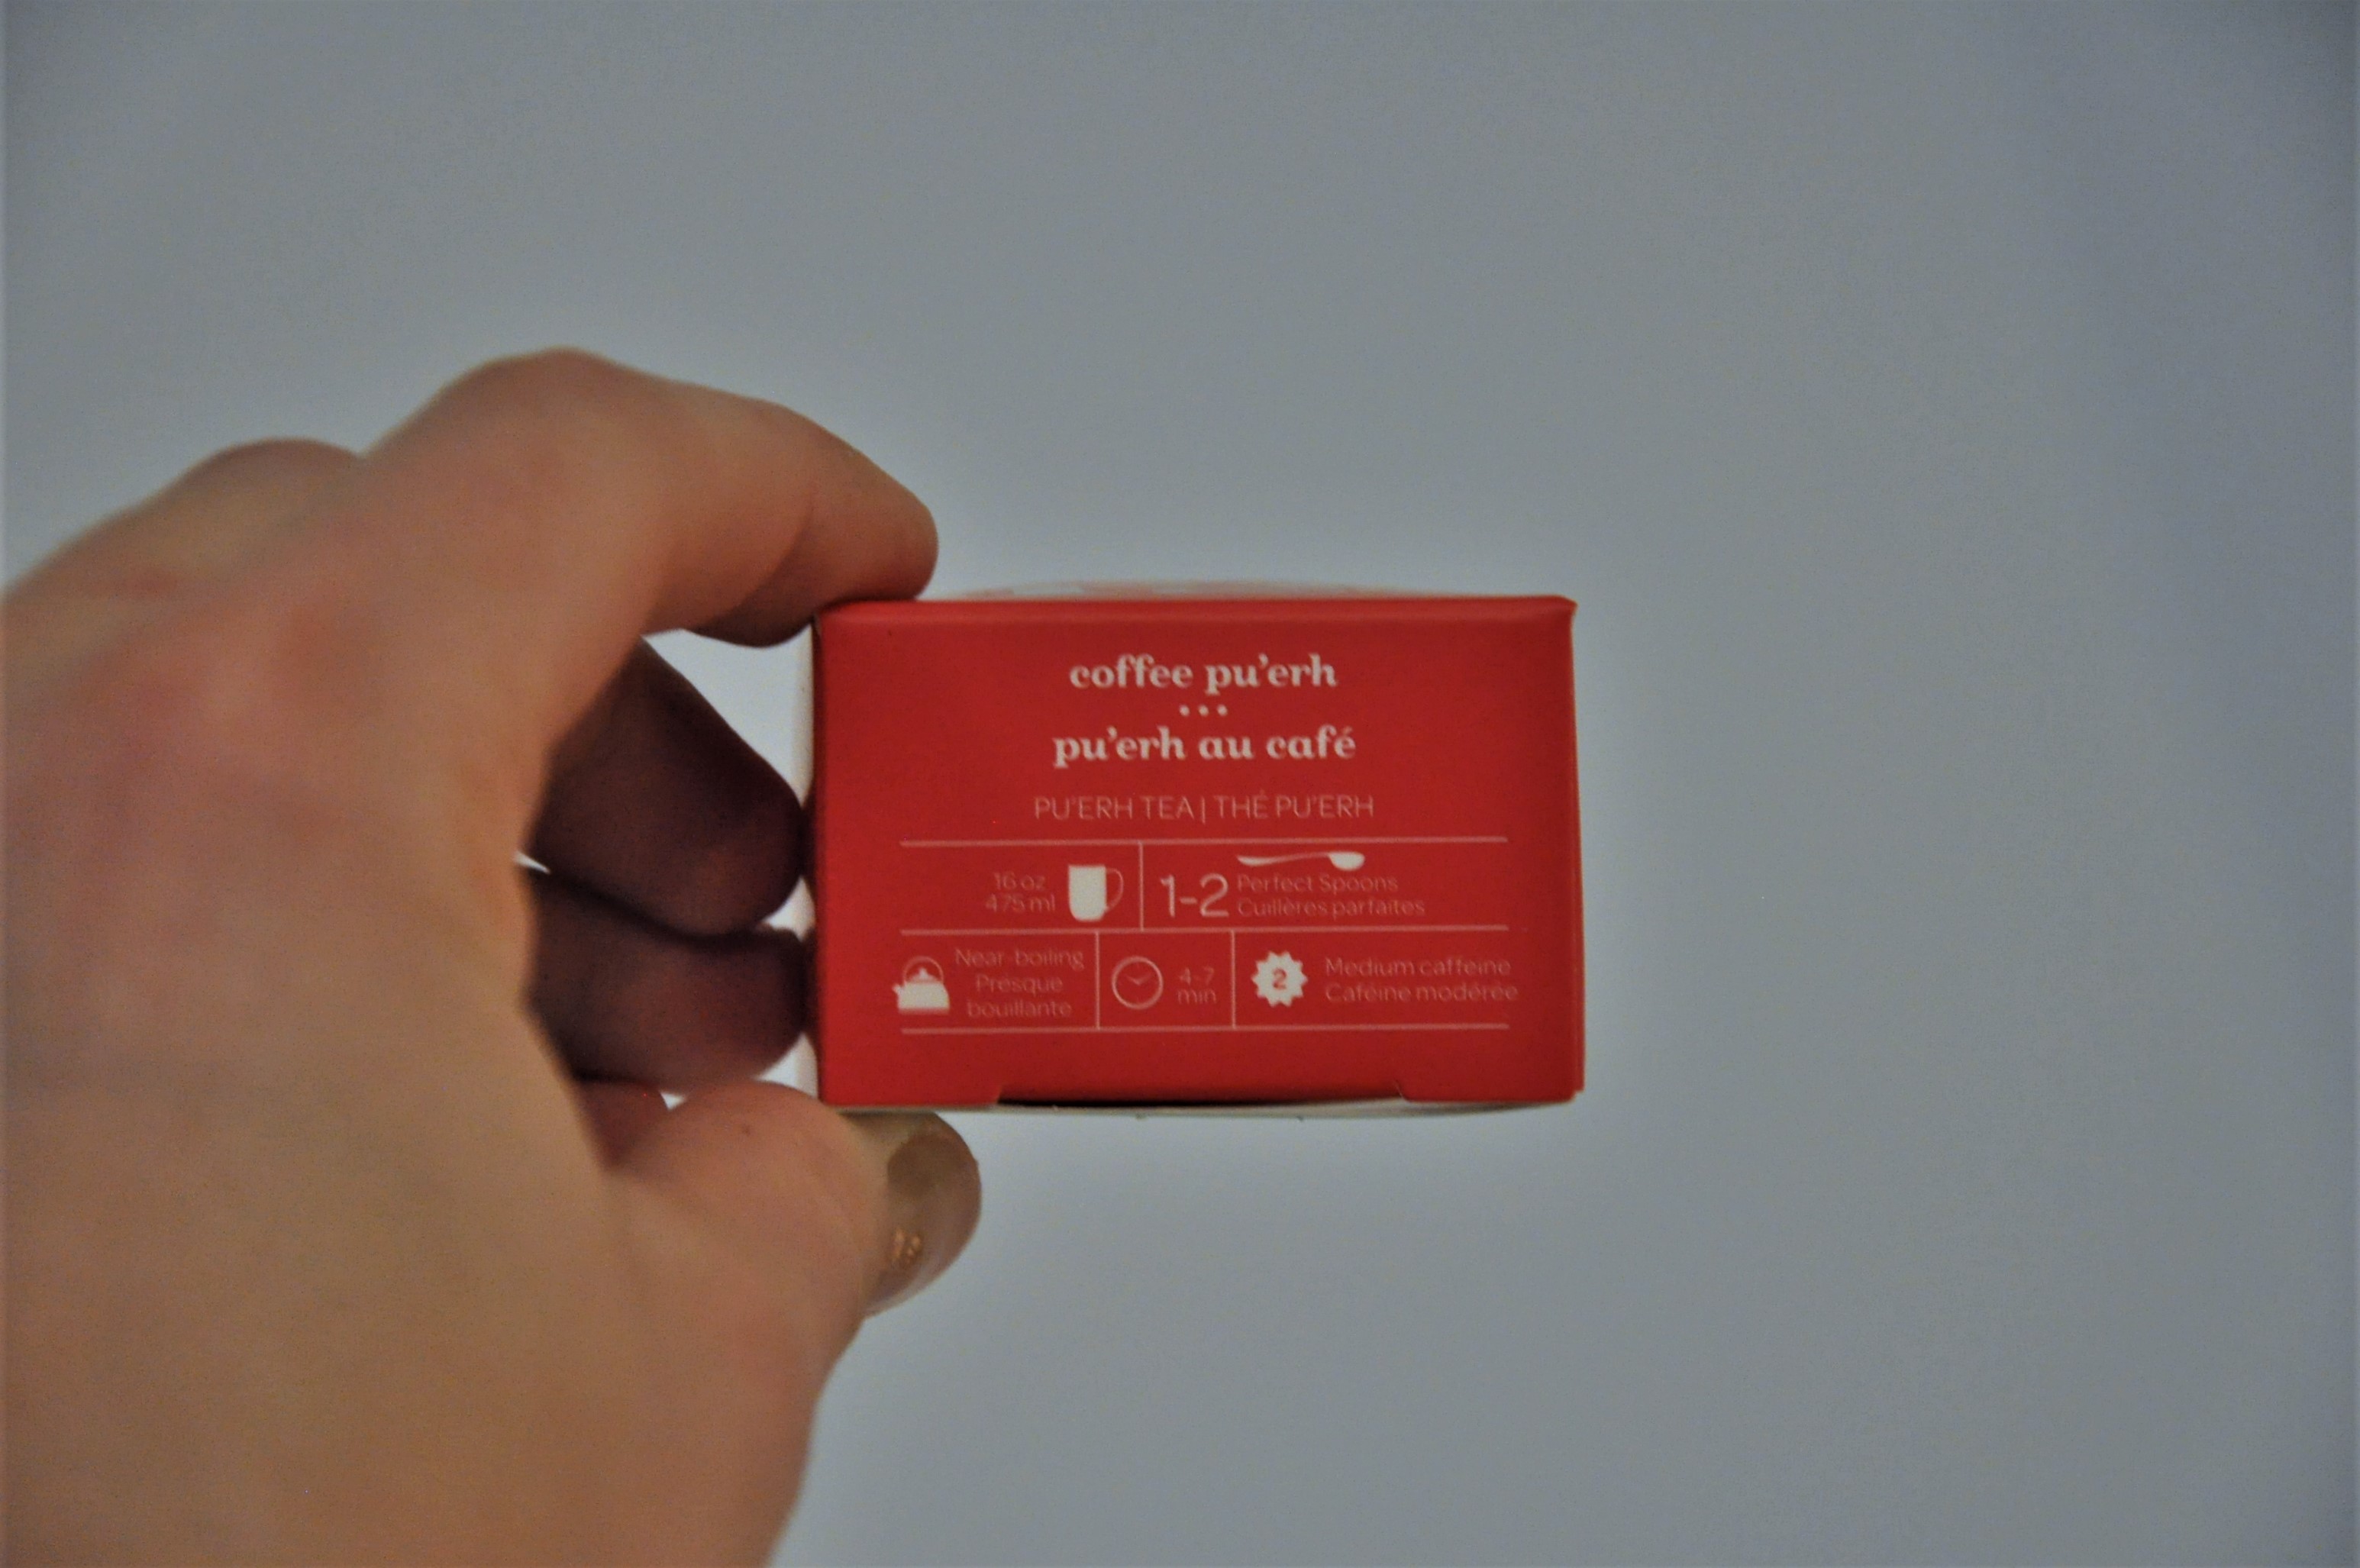 coffee pu'erh
•••
pu'erh au café
PU'ERH TEA | THÉ PU'ERH
16 oz
475 ml
1-2
Perfect Spoons
Cuillères parfaites
Near-boiling
Presque
bouillante
4-7
min
2
Medium caffeine
Caféine modérée